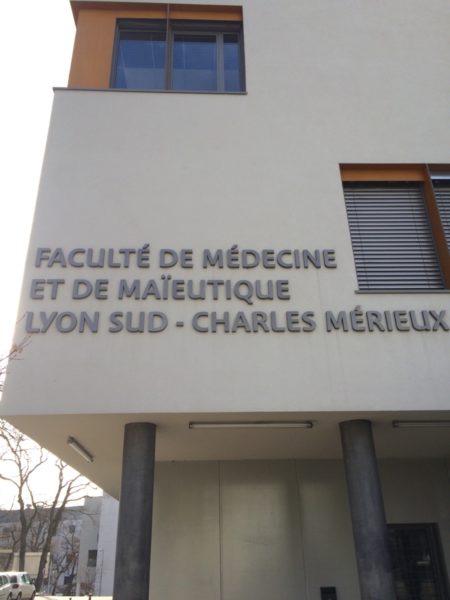 FACULTÉ DE MÉDECINE
ET DE MAÏEUTIQUE
LYON SUD - CHARLES MÉRIEUX